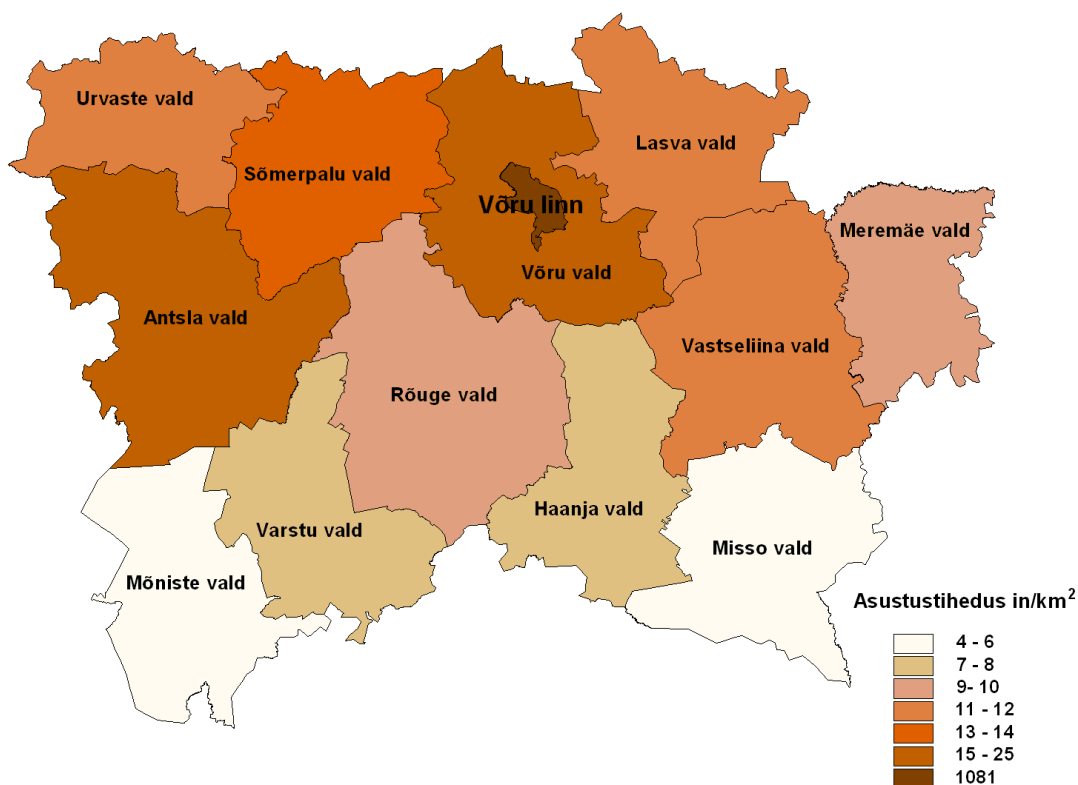 Urvaste vald
Lasva vald
Sõmerpalu vald
Võru linn
Meremäe vald
Võru vald
Antsla vald
Vastseliina vald
Rõuge vald
Haanja vald
Varstu vald
Misso vald
Mõniste vald
Asustustihedus in/km²
4 - 6
7 - 8
9- 10
11 - 12
13 - 14
15 - 25
1081